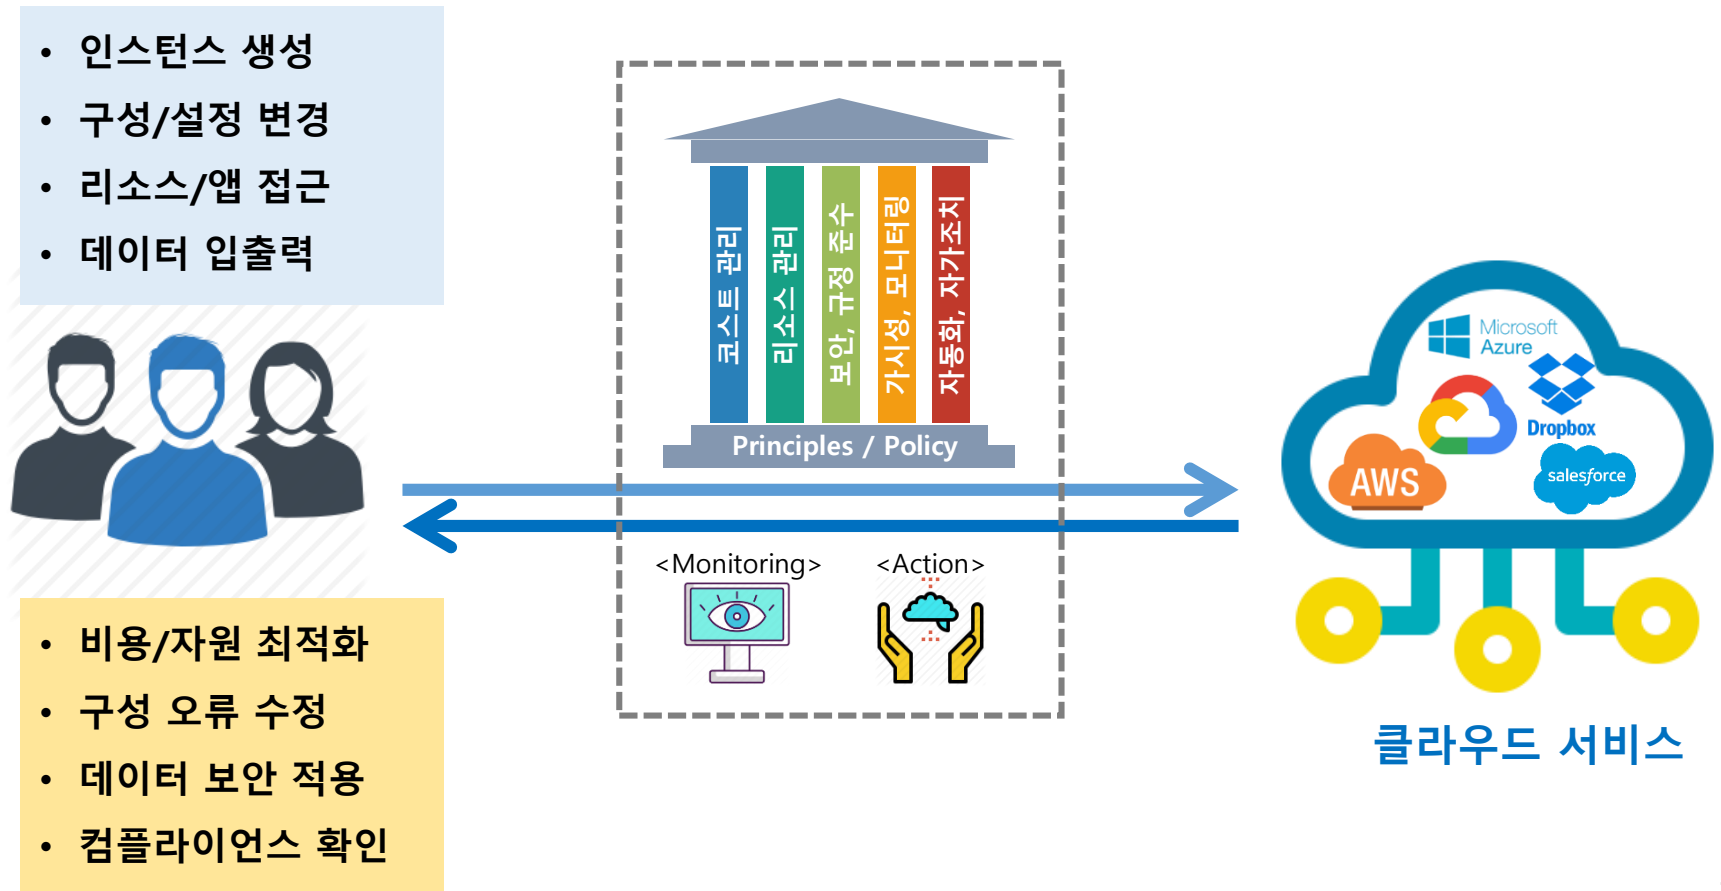 • 인스턴스 생성
• 구성/설정 변경
• 리소스/앱 접근
• 데이터 입출력
코스트 관리
리소스 관리
보안, 규정 준수
가시성, 모니터링
자동화, 자가조치
Principles / Policy
<Monitoring>
<Action>
Microsoft
Azure
Dropbox
AWS
salesforce
클라우드 서비스
• 비용/자원 최적화
• 구성 오류 수정
• 데이터 보안 적용
• 컴플라이언스 확인